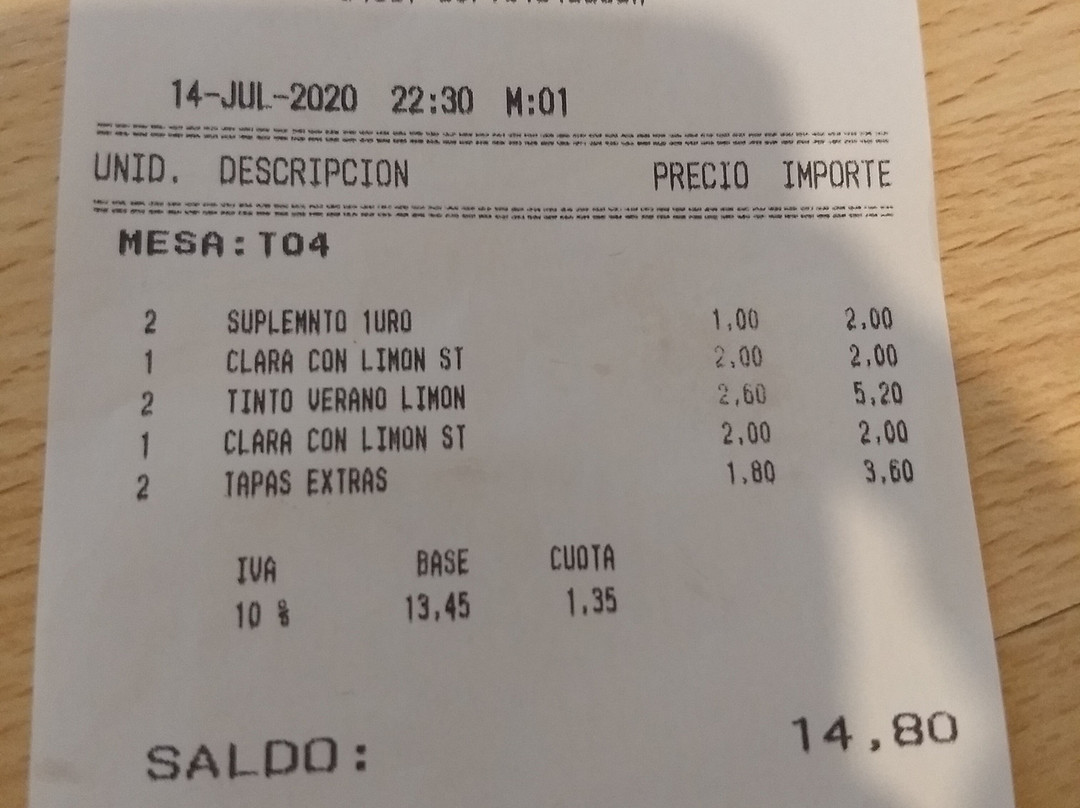 14-JUL-2020 22:30 M:01
UNID. DESCRIPCION PRECIO IMPORTE
MESA:T04
2 SUPLEMNTO 1URO 1,00 2,00
1 CLARA CON LIMON ST 2,00 2,00
2 TINTO VERANO LIMON 2,60 5,20
1 CLARA CON LIMON ST 2,00 2,00
2 TAPAS EXTRAS 1,80 3,60
IVA BASE CUOTA
10 % 13,45 1,35
SALDO: 14,80